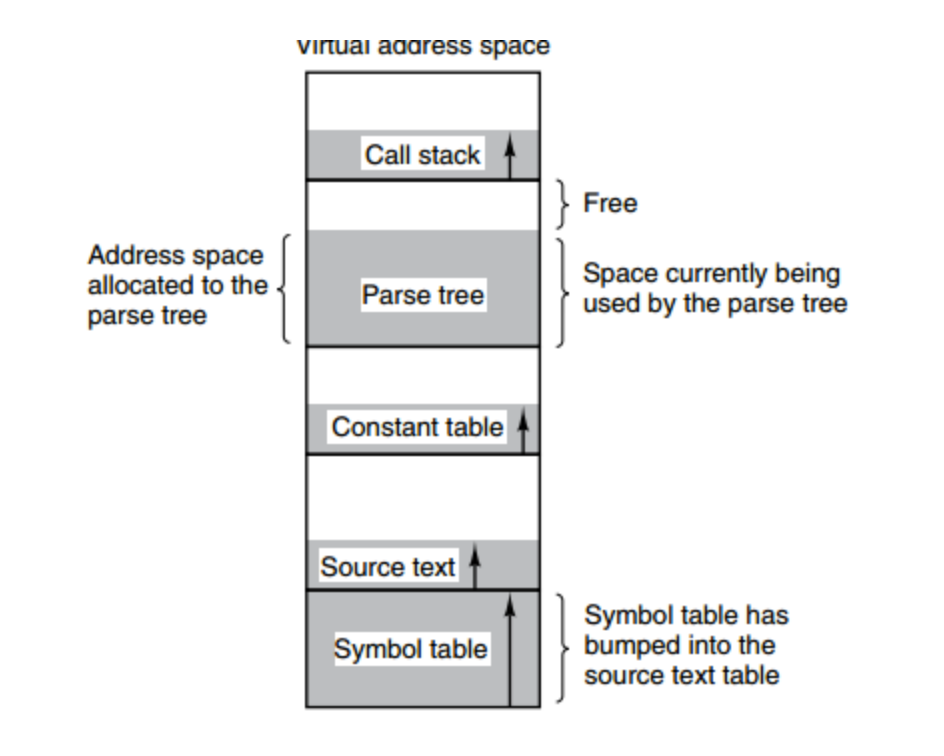 Virtual address space
Call stack
Free
Address space
allocated to the
parse tree
Parse tree
Space currently being
used by the parse tree
Constant table
Source text
Symbol table
Symbol table has
bumped into the
source text table